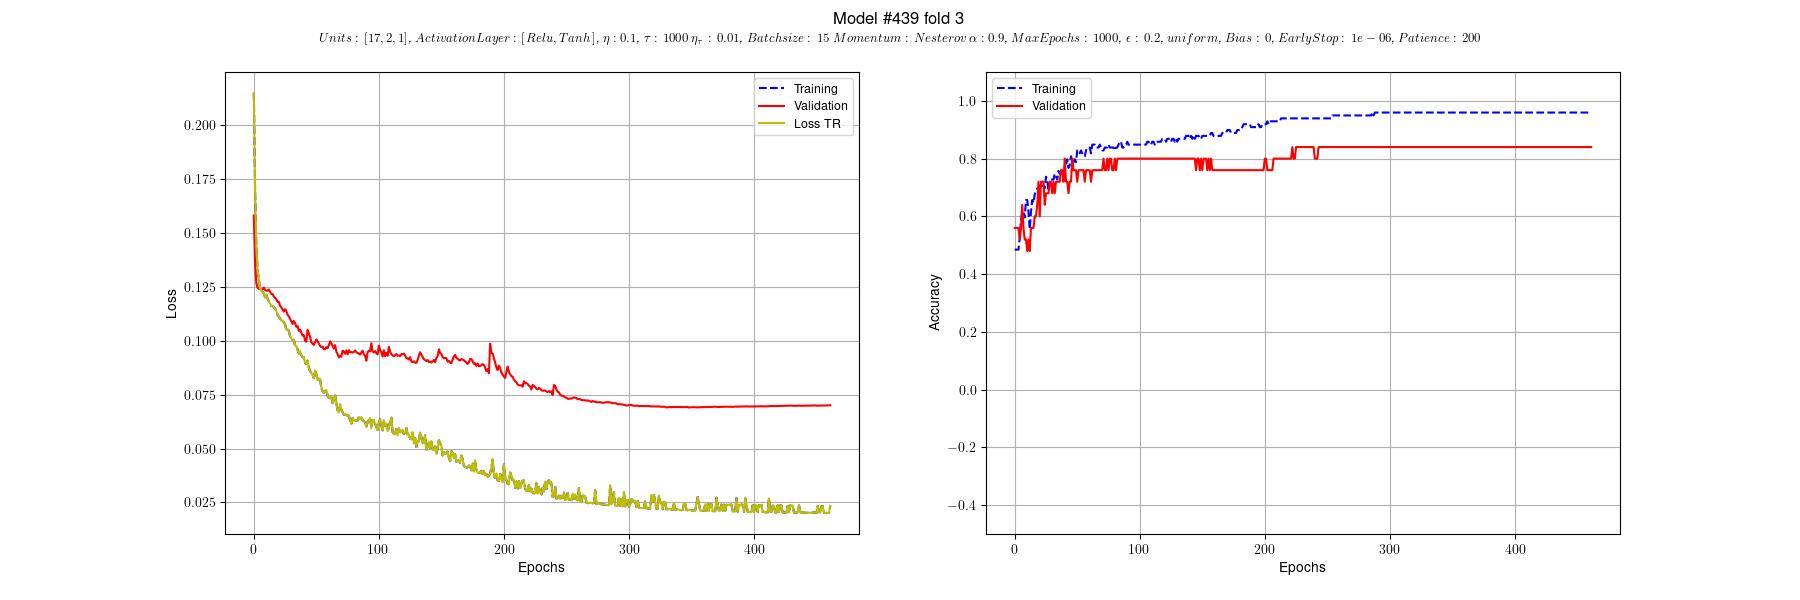 Model #439 fold 3
Units : [17, 2, 1], ActivationLayer : [Relu, Tanh], η : 0.1, τ : 1000 ητ : 0.01, Batchsize : 15 Momentum : Nesterov α : 0.9, MaxEpochs : 1000, ϵ : 0.2, uniform, Bias : 0, EarlyStop : 1e − 06, Patience : 200
Training
Validation
Loss TR
0.200
0.175
0.150
0.125
0.100
0.075
0.050
0.025
Loss
0 100 200 300 400
Epochs
Training
Validation
1.0
0.8
0.6
0.4
0.2
0.0
−0.2
−0.4
Accuracy
0 100 200 300 400
Epochs